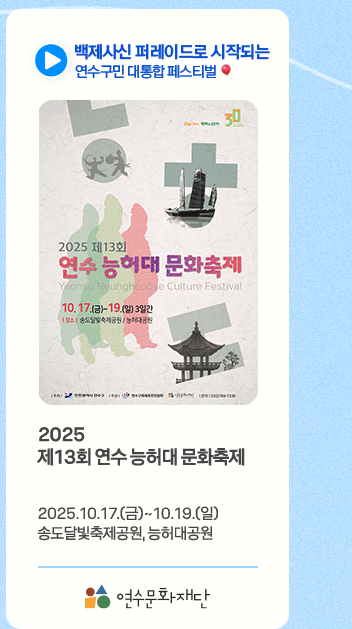 백제사신 퍼레이드로 시작되는
연수구민 대통합 페스티벌
30
2025 제13회
연수 능허대 문화축제
Yeonsu Neungheodae Culture Festival
10. 17.(금)~19.(일) 3일간
장소 송도달빛축제공원 / 능허대공원
2025
제13회 연수 능허대 문화축제
2025.10.17.(금)~10.19.(일)
송도달빛축제공원, 능허대공원
연수문화재단